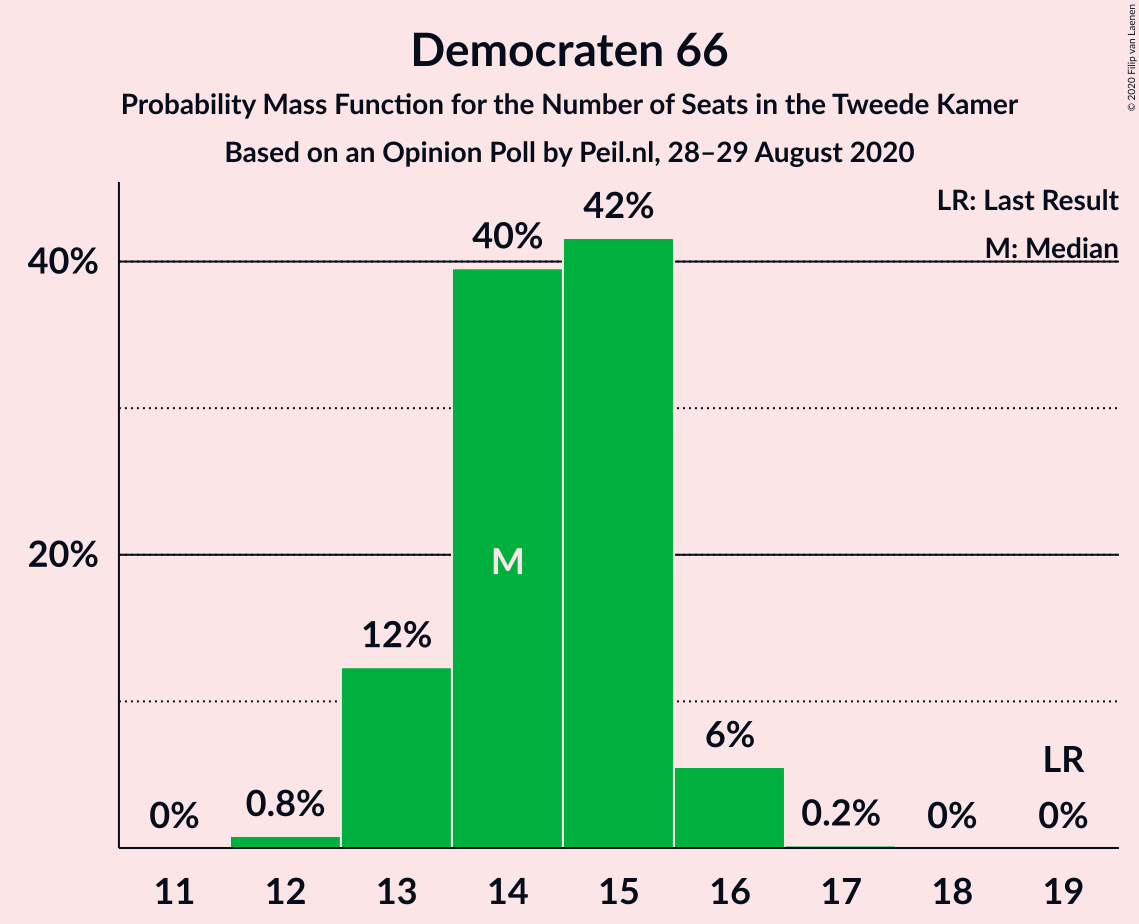 © 2020 Filip van Laenen
Democraten 66
Probability Mass Function for the Number of Seats in the Tweede Kamer
Based on an Opinion Poll by Peil.nl, 28–29 August 2020
LR: Last Result
M: Median
40%
20%
0%
0.8%
12%
40%
M
42%
6%
0.2%
0%
LR
0%
11 12 13 14 15 16 17 18 19